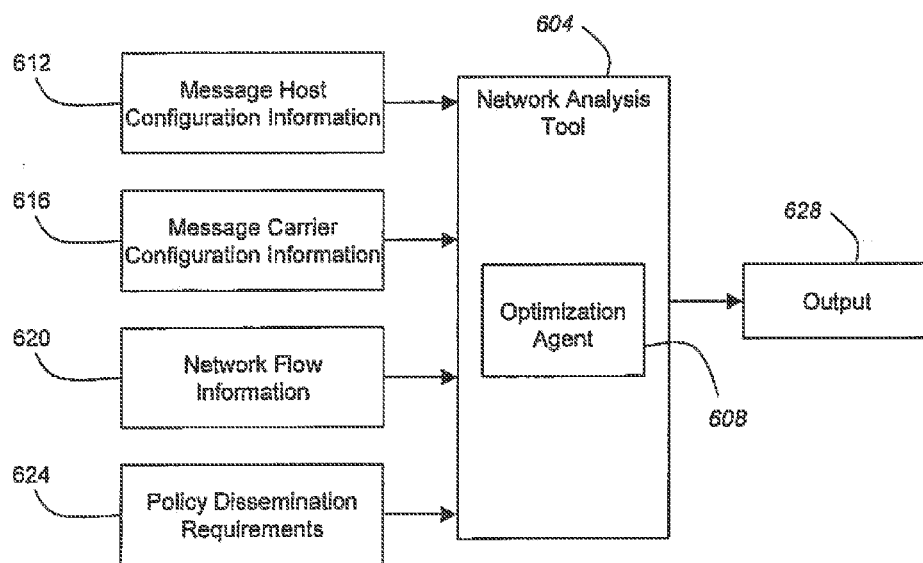 604
612
Message Host
Configuration Information
Network Analysis
Tool
616
Message Carrier
Configuration Information
628
Output
Optimization
Agent
620
Network Flow
Information
608
624
Policy Dissemination
Requirements